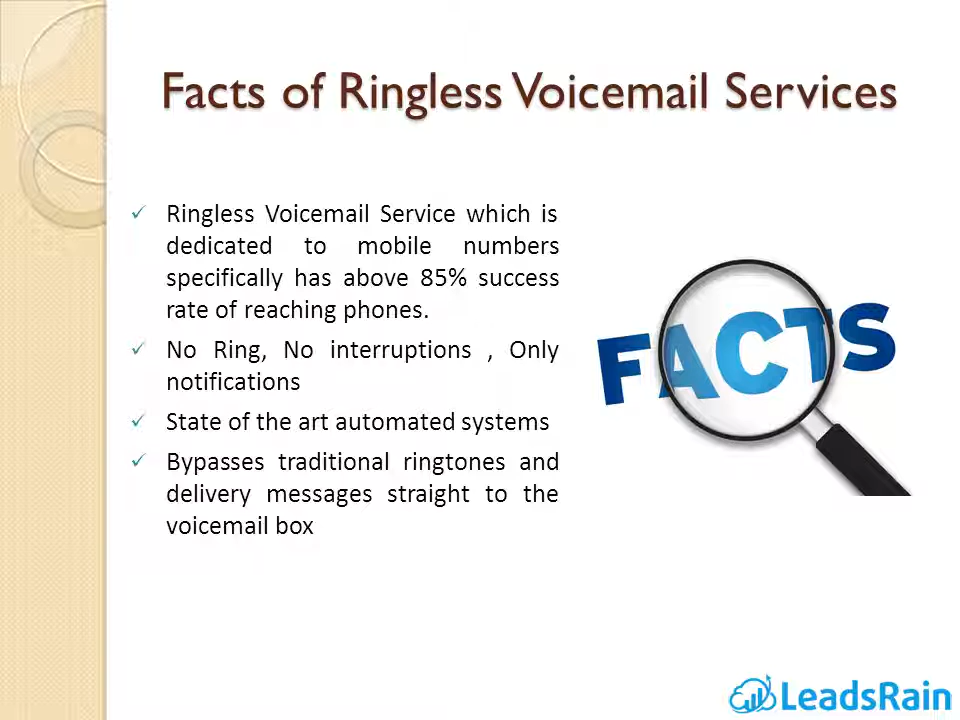 Facts of Ringless Voicemail Services
Ringless Voicemail Service which is
dedicated to mobile numbers
specifically has above 85% success
rate of reaching phones.
No Ring, No interruptions , Only
notifications
State of the art automated systems
Bypasses traditional ringtones and
delivery messages straight to the
voicemail box
FACTS
LeadsRain